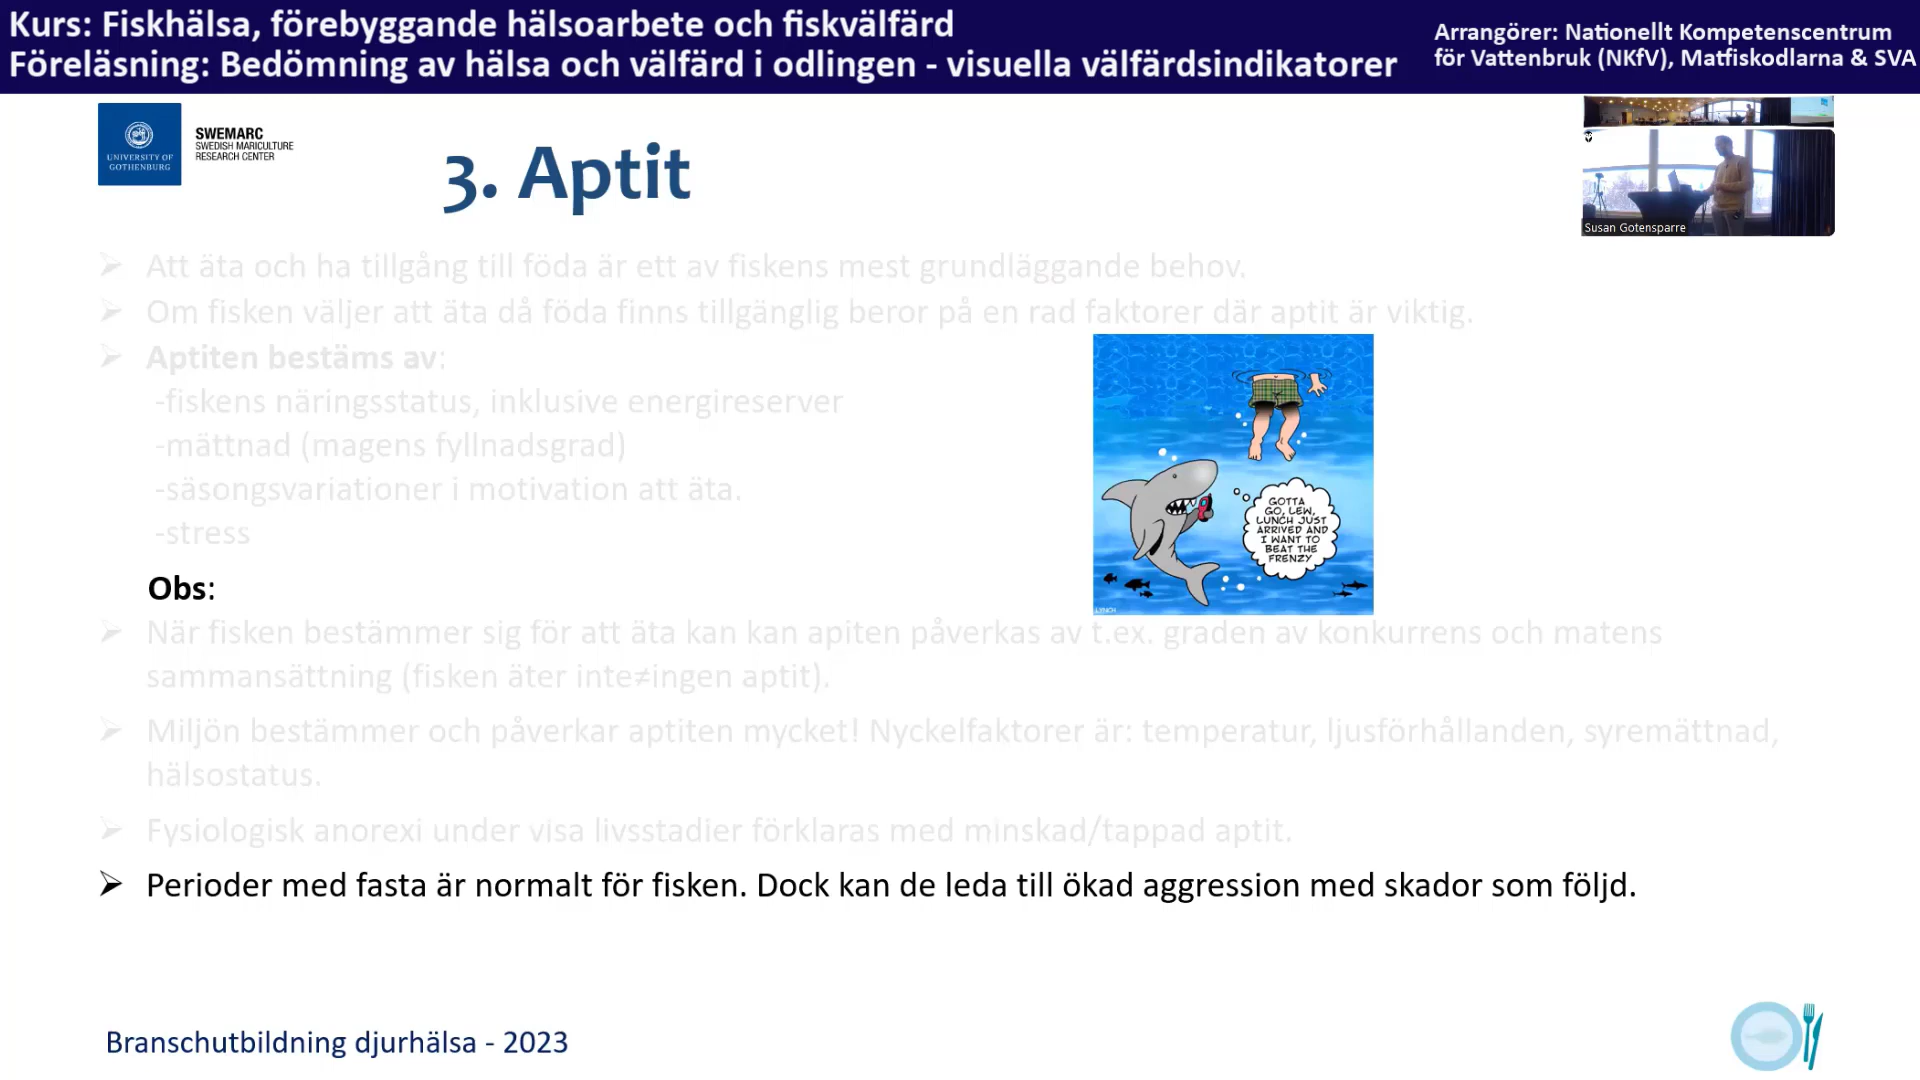 Kurs: Fiskhälsa, förebyggande hälsoarbete och fiskvälfärd
Föreläsning: Bedömning av hälsa och välfärd i odlingen - visuella välfärdsindikatorer
Arrangörer: Nationellt Kompetenscentrum
för Vattenbruk (NKfV), Matfiskodlarna & SVA
UNIVERSITY OF
GOTHENBURG
SWEMARC
SWEDISH MARICULTURE
RESEARCH CENTER
3. Aptit
Susan Gotensparre
➢ Att äta och ha tillgång till föda är ett av fiskens mest grundläggande behov.
➢ Om fisken väljer att äta då föda finns tillgänglig beror på en rad faktorer där aptit är viktig.
➢ Aptiten bestäms av:
-fiskens näringsstatus, inklusive energireserver
-mättnad (magens fyllnadsgrad)
-säsongsvariationer i motivation att äta.
-stress
GOTTA
GO, LEW,
LUNCH JUST
ARRIVED AND
I WANT TO
BEAT THE
FRENZY
LYNCH
Obs:
➢ När fisken bestämmer sig för att äta kan kan apiten påverkas av t.ex. graden av konkurrens och matens
sammansättning (fisken äter inte≠ingen aptit).
➢ Miljön bestämmer och påverkar aptiten mycket! Nyckelfaktorer är: temperatur, ljusförhållanden, syremättnad,
hälsostatus.
➢ Fysiologisk anorexi under visa livsstadier förklaras med minskad/tappad aptit.
➢ Perioder med fasta är normalt för fisken. Dock kan de leda till ökad aggression med skador som följd.
Branschutbildning djurhälsa - 2023